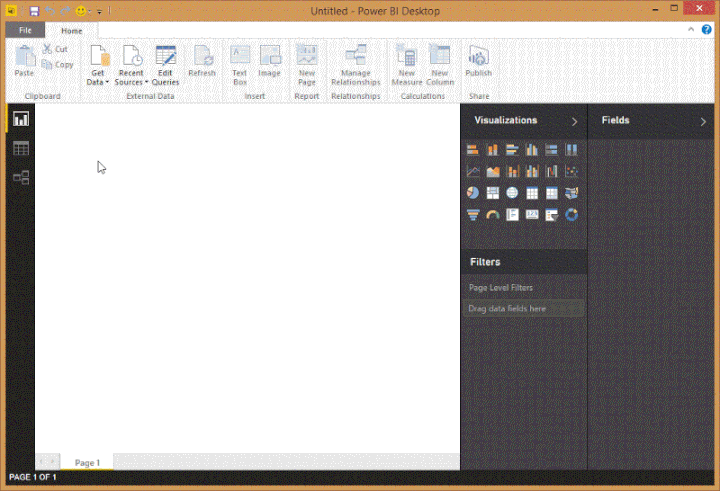 Untitled - Power BI Desktop
File
Home
Paste
Cut
Copy
Get
Data
Recent
Sources
Edit
Queries
Refresh
Text
Box
Image
New
Page
Manage
Relationships
New
Measure
New
Column
Publish
Clipboard
External Data
Insert
Report
Relationships
Calculations
Share
Visualizations
Fields
123
Filters
Page Level Filters
Drag data fields here
Page 1
PAGE 1 OF 1